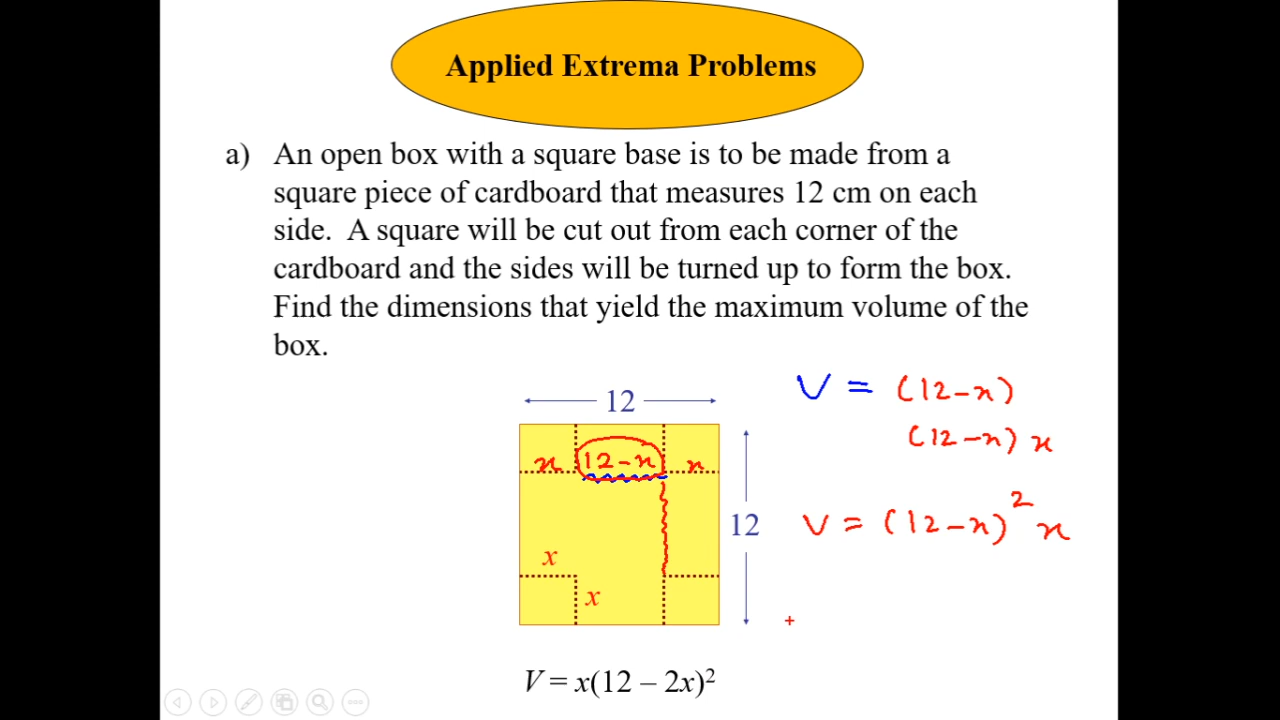 Applied Extrema Problems
a) An open box with a square base is to be made from a
square piece of cardboard that measures 12 cm on each
side. A square will be cut out from each corner of the
cardboard and the sides will be turned up to form the box.
Find the dimensions that yield the maximum volume of the
box.
12
V = (12-x)
(12-x) x
x 12-x x
12
V = (12-x)² x
x
x
V = x(12 – 2x)²